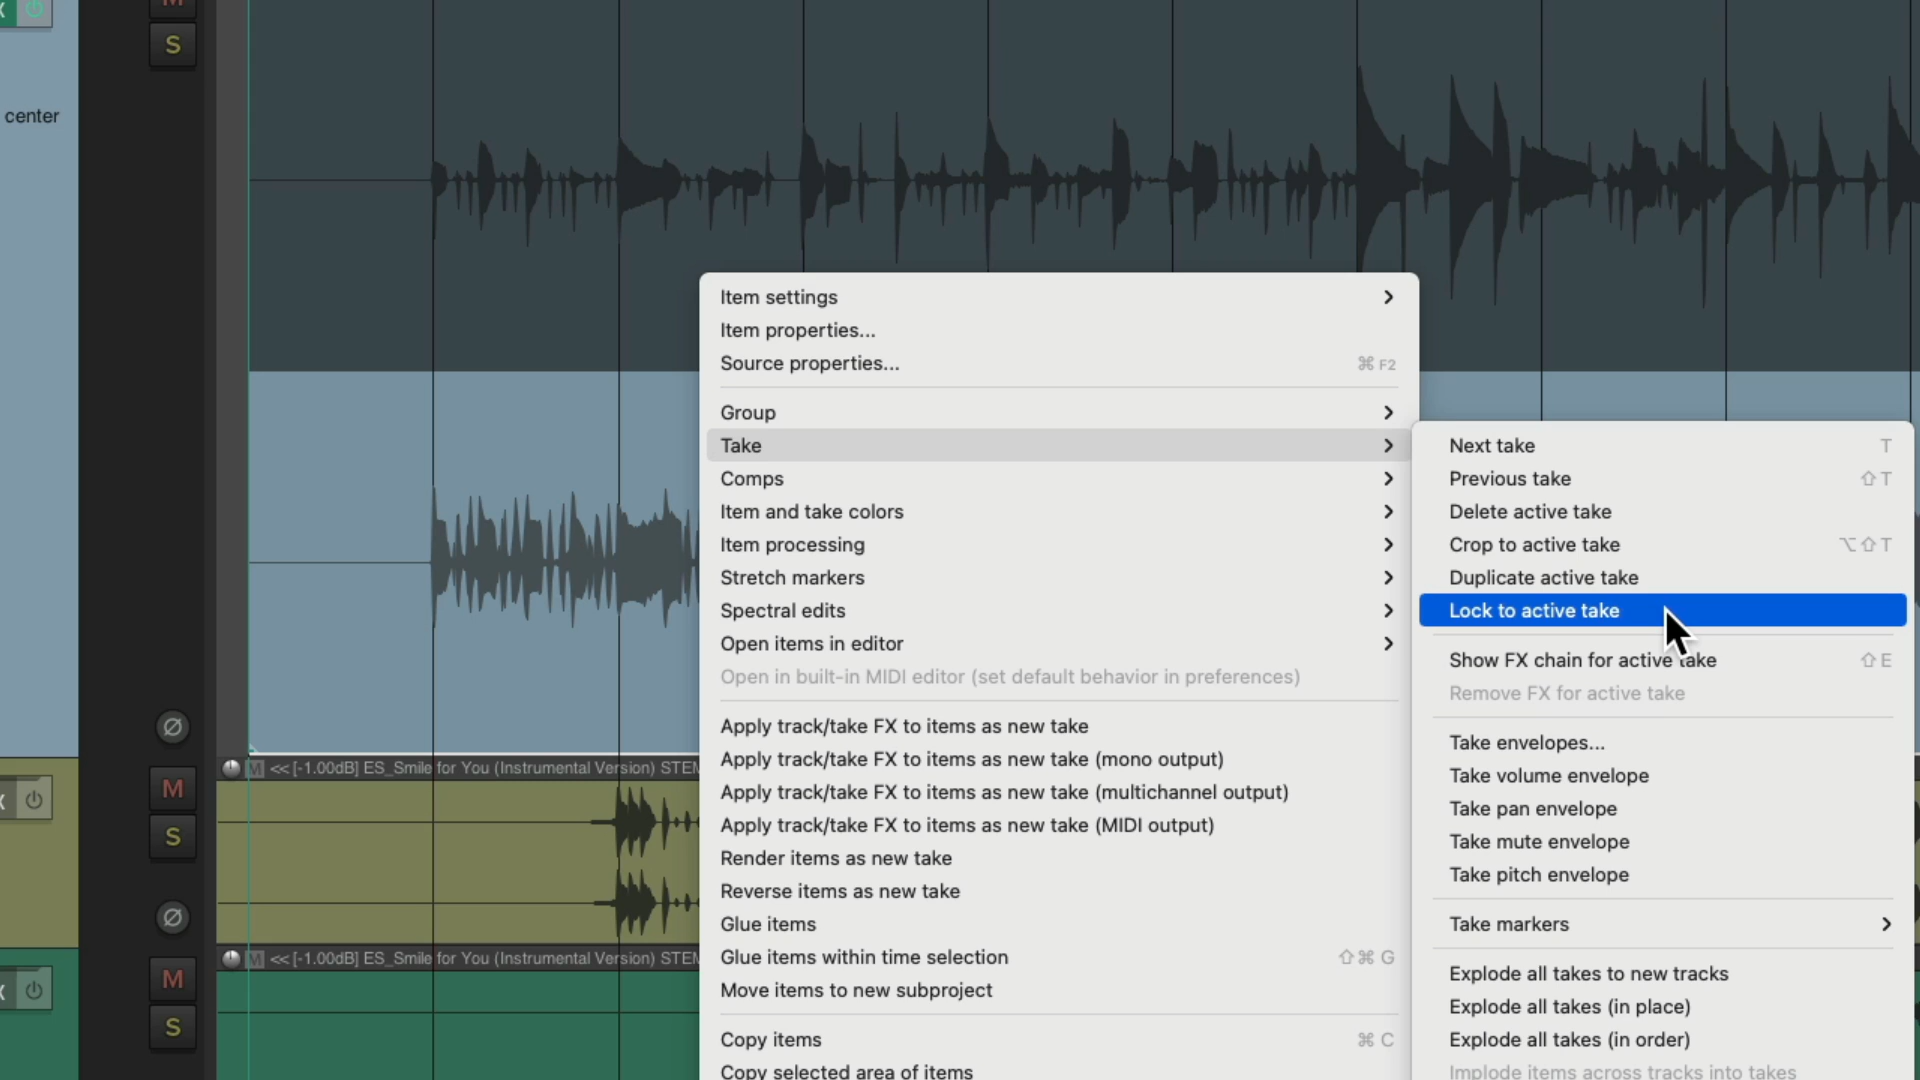 M
S
center
M
S
M
S
<< [-1.00dB] ES_Smile for You (Instrumental Version) STEM
<< [-1.00dB] ES_Smile for You (Instrumental Version) STEM
Item settings
Item properties...
Source properties... ⌘ F2
Group
Take
Comps
Item and take colors
Item processing
Stretch markers
Spectral edits
Open items in editor
Open in built-in MIDI editor (set default behavior in preferences)
Apply track/take FX to items as new take
Apply track/take FX to items as new take (mono output)
Apply track/take FX to items as new take (multichannel output)
Apply track/take FX to items as new take (MIDI output)
Render items as new take
Reverse items as new take
Glue items
Glue items within time selection ⇧⌘ G
Move items to new subproject
Copy items ⌘ C
Copy selected area of items
Next take T
Previous take ⇧ T
Delete active take
Crop to active take ⌥⇧ T
Duplicate active take
Lock to active take
Show FX chain for active take ⇧ E
Remove FX for active take
Take envelopes...
Take volume envelope
Take pan envelope
Take mute envelope
Take pitch envelope
Take markers
Explode all takes to new tracks
Explode all takes (in place)
Explode all takes (in order)
Implode items across tracks into takes